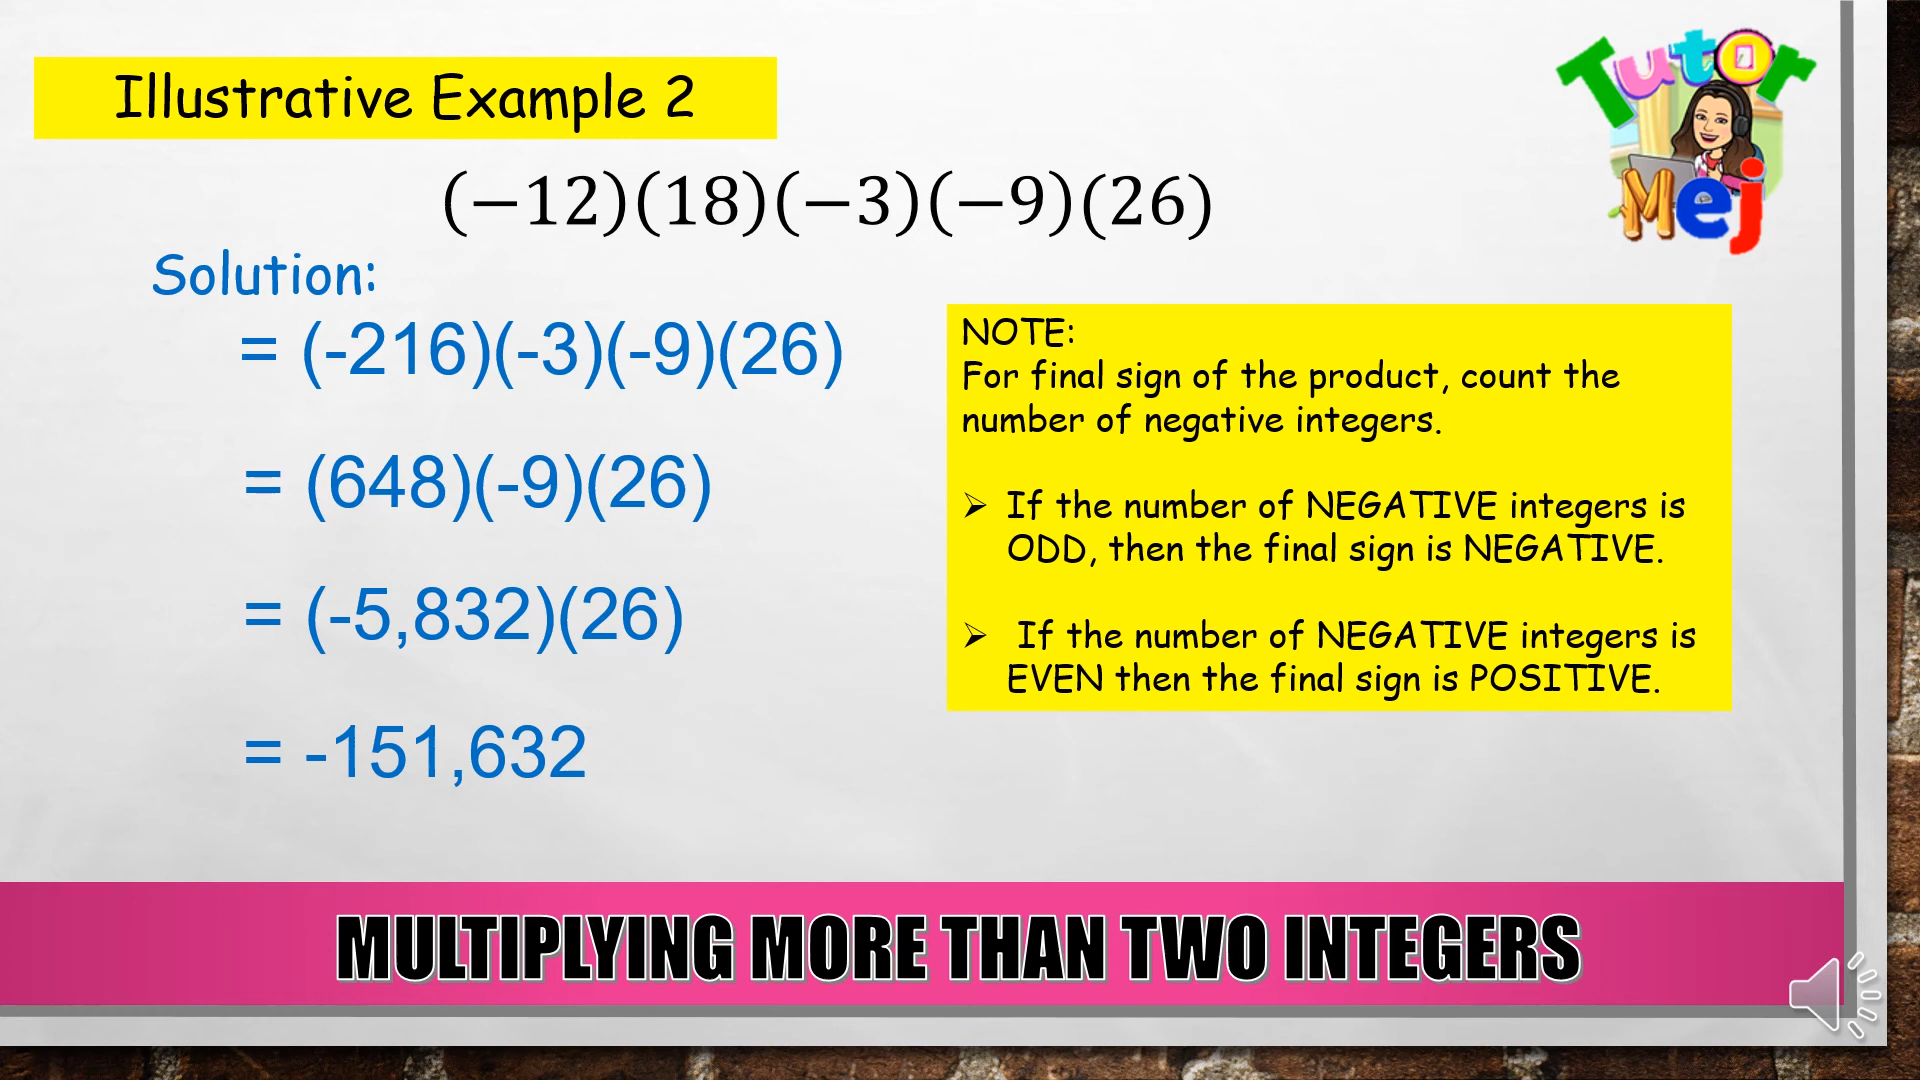 Illustrative Example 2
Tutor
Mej
(−12)(18)(−3)(−9)(26)
Solution:
= (-216)(-3)(-9)(26)
= (648)(-9)(26)
= (-5,832)(26)
= -151,632
NOTE:
For final sign of the product, count the
number of negative integers.
➢ If the number of NEGATIVE integers is
ODD, then the final sign is NEGATIVE.
➢ If the number of NEGATIVE integers is
EVEN then the final sign is POSITIVE.
MULTIPLYING MORE THAN TWO INTEGERS